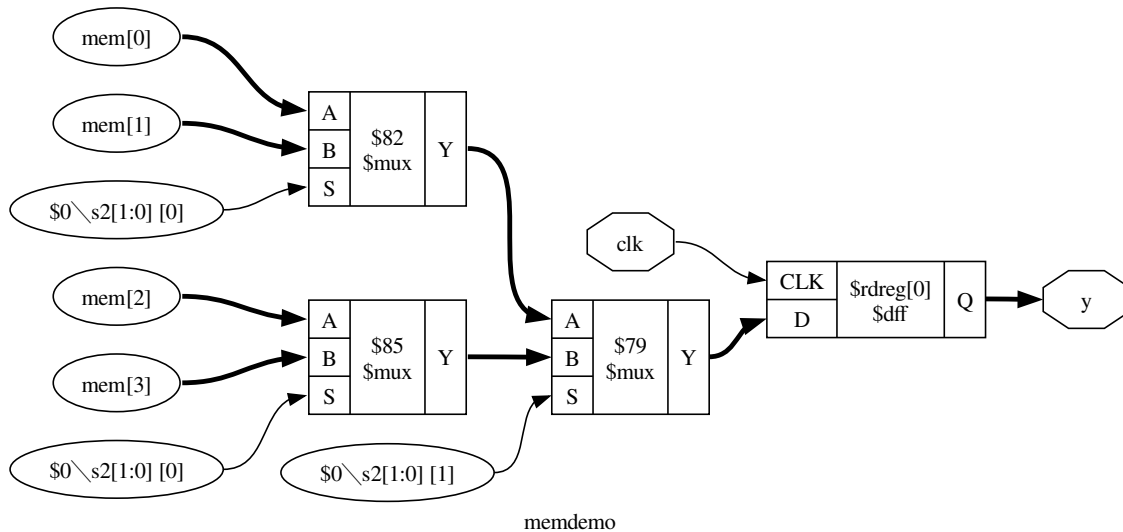 mem[0]
mem[1]
$0\s2[1:0] [0]
A
B
S
$82
$mux
Y
mem[2]
mem[3]
$0\s2[1:0] [0]
A
B
S
$85
$mux
Y
$0\s2[1:0] [1]
A
B
S
$79
$mux
Y
clk
CLK
D
$rdreg[0]
$dff
Q
y
memdemo